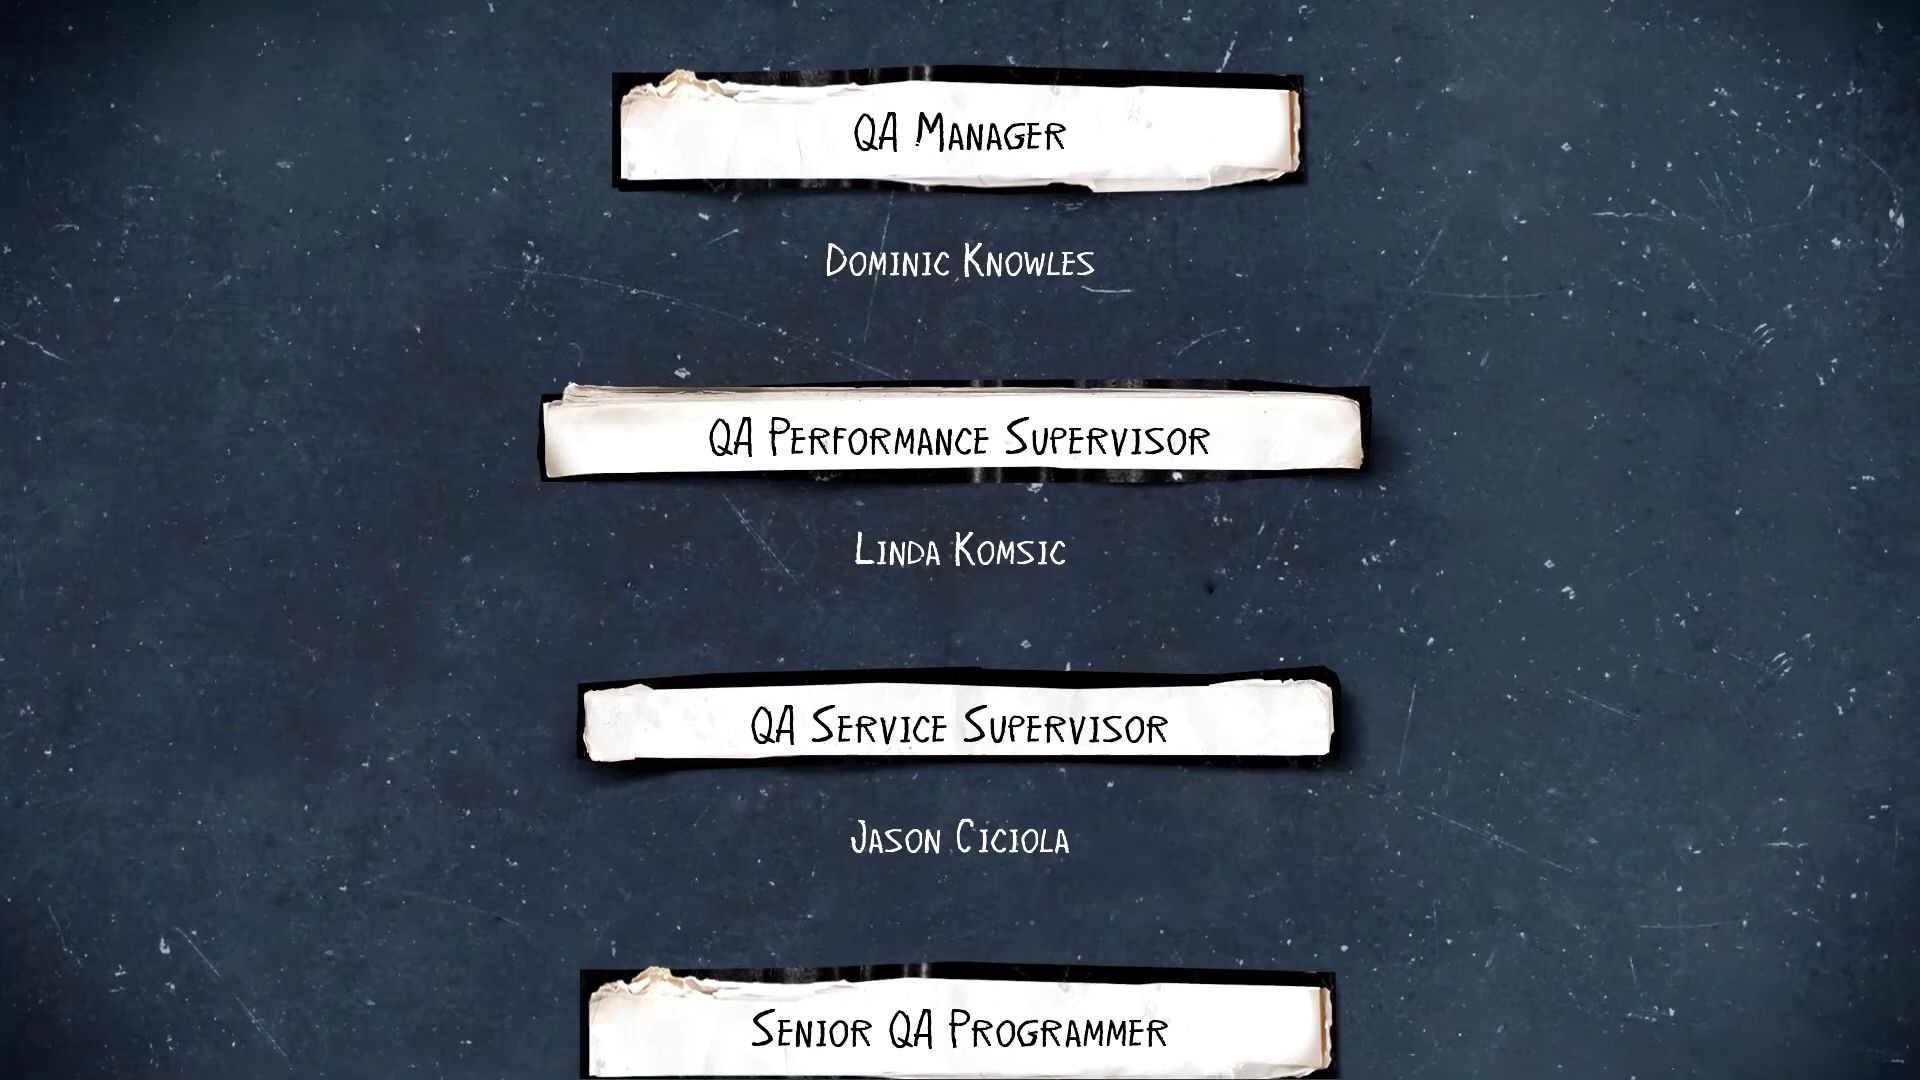 QA Manager
Dominic Knowles
QA Performance Supervisor
Linda Komsic
QA Service Supervisor
Jason Ciciola
Senior QA Programmer